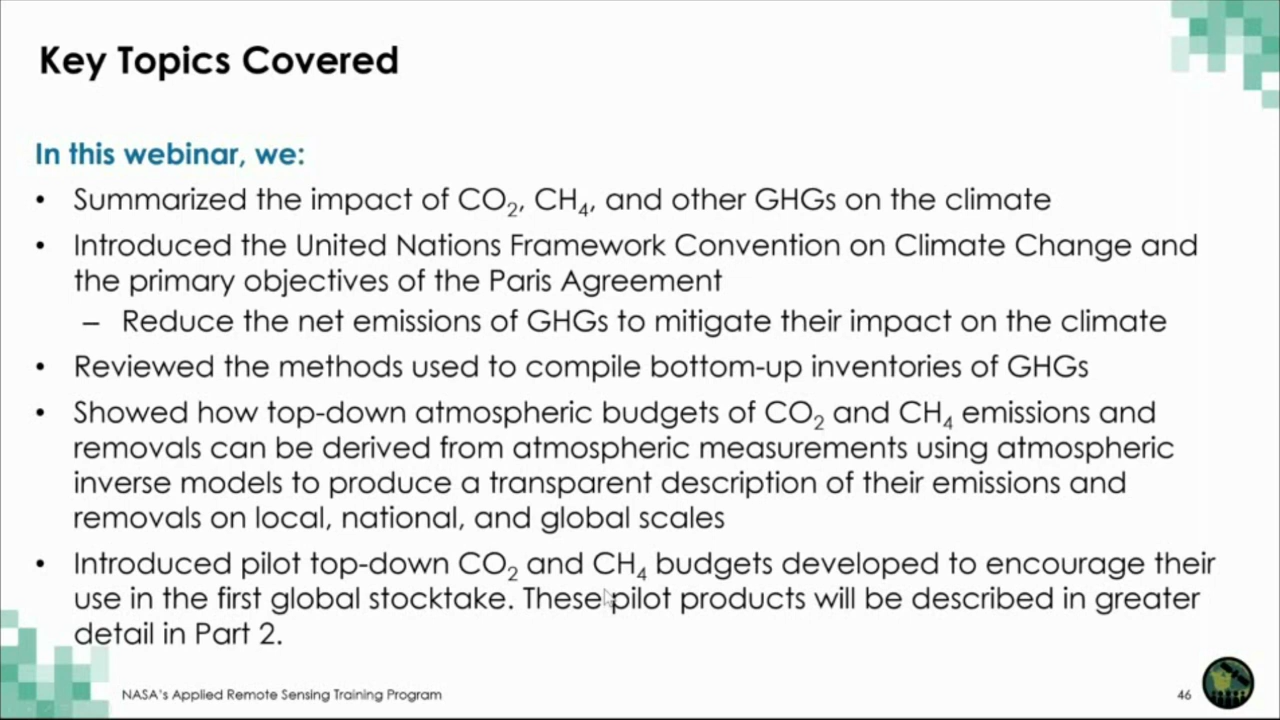 Key Topics Covered
In this webinar, we:
• Summarized the impact of CO₂, CH₄, and other GHGs on the climate
• Introduced the United Nations Framework Convention on Climate Change and
the primary objectives of the Paris Agreement
– Reduce the net emissions of GHGs to mitigate their impact on the climate
• Reviewed the methods used to compile bottom-up inventories of GHGs
• Showed how top-down atmospheric budgets of CO₂ and CH₄ emissions and
removals can be derived from atmospheric measurements using atmospheric
inverse models to produce a transparent description of their emissions and
removals on local, national, and global scales
• Introduced pilot top-down CO₂ and CH₄ budgets developed to encourage their
use in the first global stocktake. These pilot products will be described in greater
detail in Part 2.
NASA's Applied Remote Sensing Training Program
46